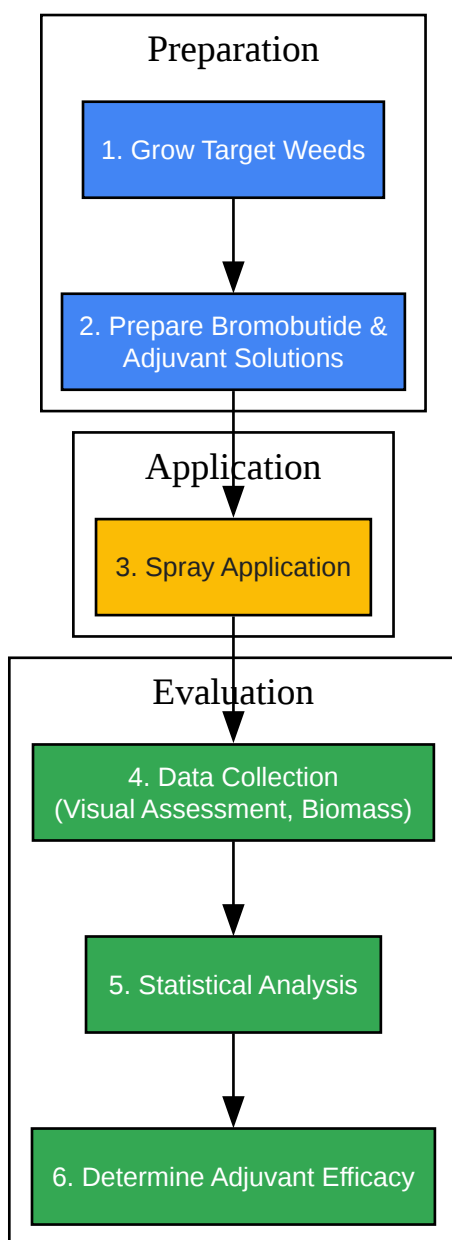 Preparation
1. Grow Target Weeds
2. Prepare Bromobutide &
Adjuvant Solutions
Application
3. Spray Application
Evaluation
4. Data Collection
(Visual Assessment, Biomass)
5. Statistical Analysis
6. Determine Adjuvant Efficacy